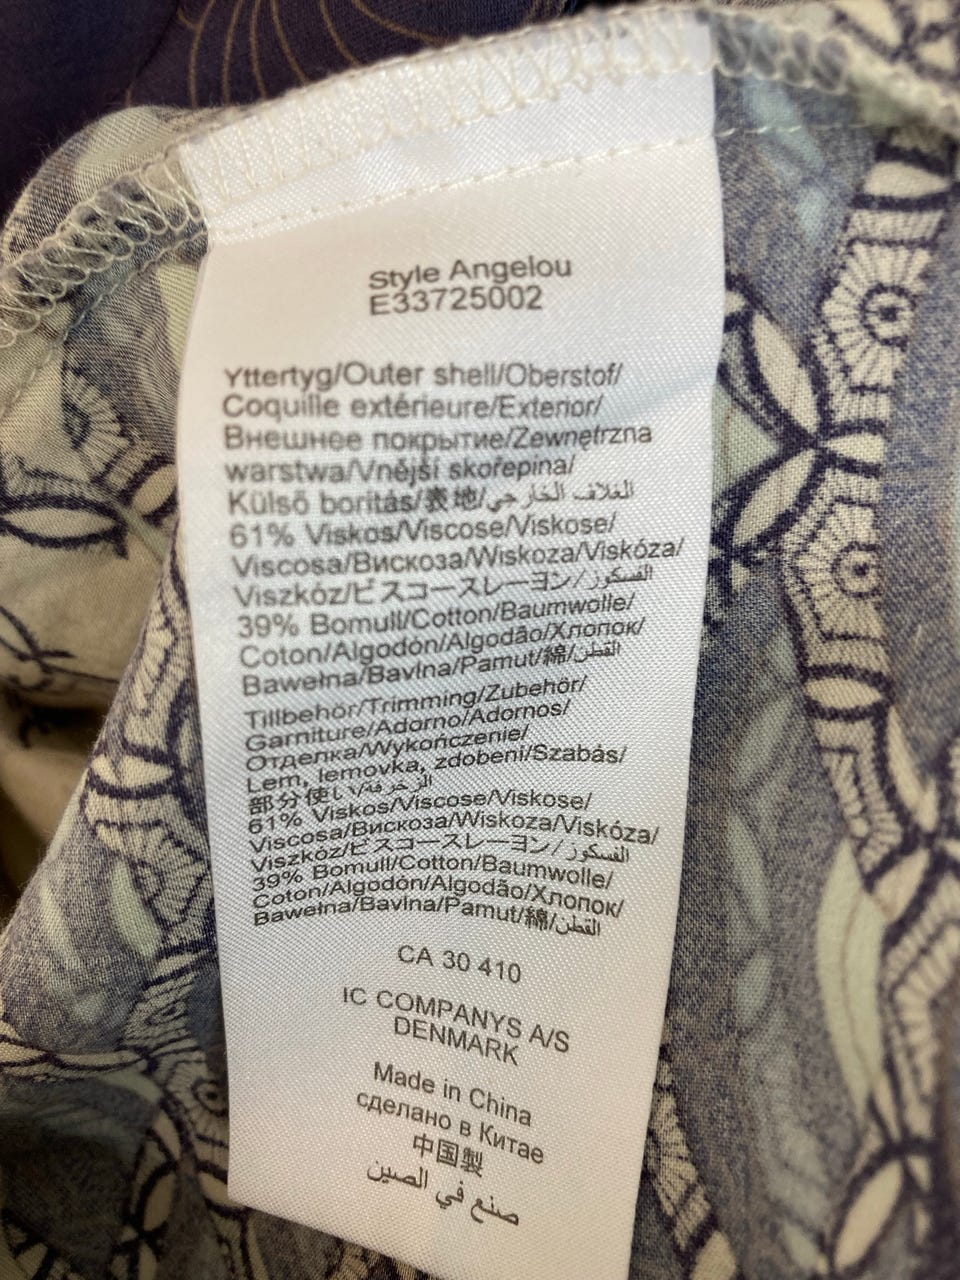 Style Angelou
E33725002
Yttertyg/Outer shell/Oberstof/
Coquille extérieure/Exterior/
Внешнее покрытие/Zewnętrzna
warstwa/Vnější skořepina/
Külső boritás/表地/الغلاف الخارجي
61% Viskos/Viscose/Viskose/
Viscosa/Вискоза/Wiskoza/Viskóza/
Viszkóz/ビスコースレーヨン/الفسكوز
39% Bomull/Cotton/Baumwolle/
Coton/Algodón/Algodão/Хлопок/
Bawełna/Bavlna/Pamut/綿/القطن
Tillbehör/Trimming/Zubehör/
Garniture/Adorno/Adornos/
Отделка/Wykończenie/
Lem, lemovka, zdobení/Szabás/
部分使い/الزخرفة
61% Viskos/Viscose/Viskose/
Viscosa/Вискоза/Wiskoza/Viskóza/
Viszkóz/ビスコースレーヨン/الفسكوز
39% Bomull/Cotton/Baumwolle/
Coton/Algodón/Algodão/Хлопок/
Bawełna/Bavlna/Pamut/綿/القطن
CA 30 410
IC COMPANYS A/S
DENMARK
Made in China
сделано в Китае
中国製
صنع في الصين